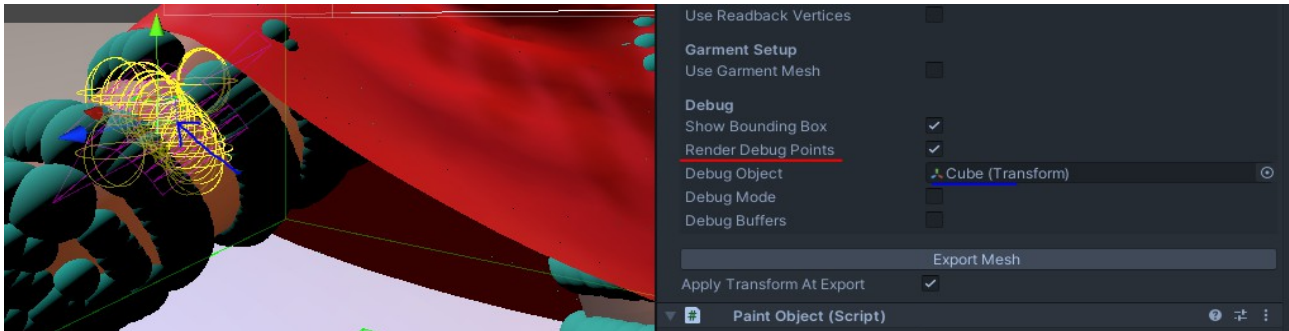 Use Readback Vertices
Garment Setup
Use Garment Mesh
Debug
Show Bounding Box
Render Debug Points
Debug Object Cube (Transform)
Debug Mode
Debug Buffers
Export Mesh
Apply Transform At Export
# Paint Object (Script)